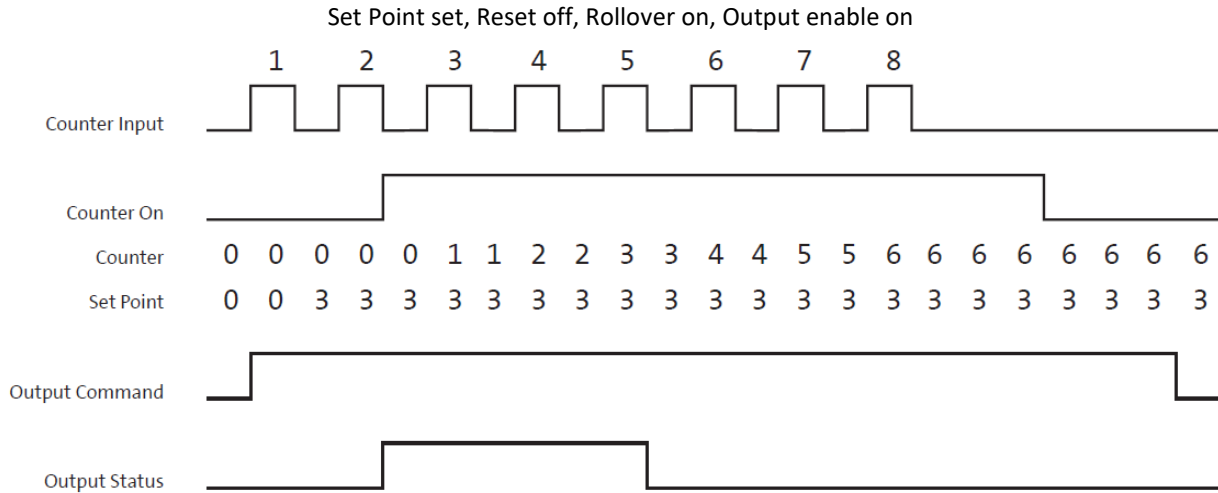 Set Point set, Reset off, Rollover on, Output enable on
1 2 3 4 5 6 7 8
Counter Input
Counter On
Counter 0 0 0 0 0 1 1 2 2 3 3 4 4 5 5 6 6 6 6 6 6 6 6
Set Point 0 0 3 3 3 3 3 3 3 3 3 3 3 3 3 3 3 3 3 3 3 3 3
Output Command
Output Status